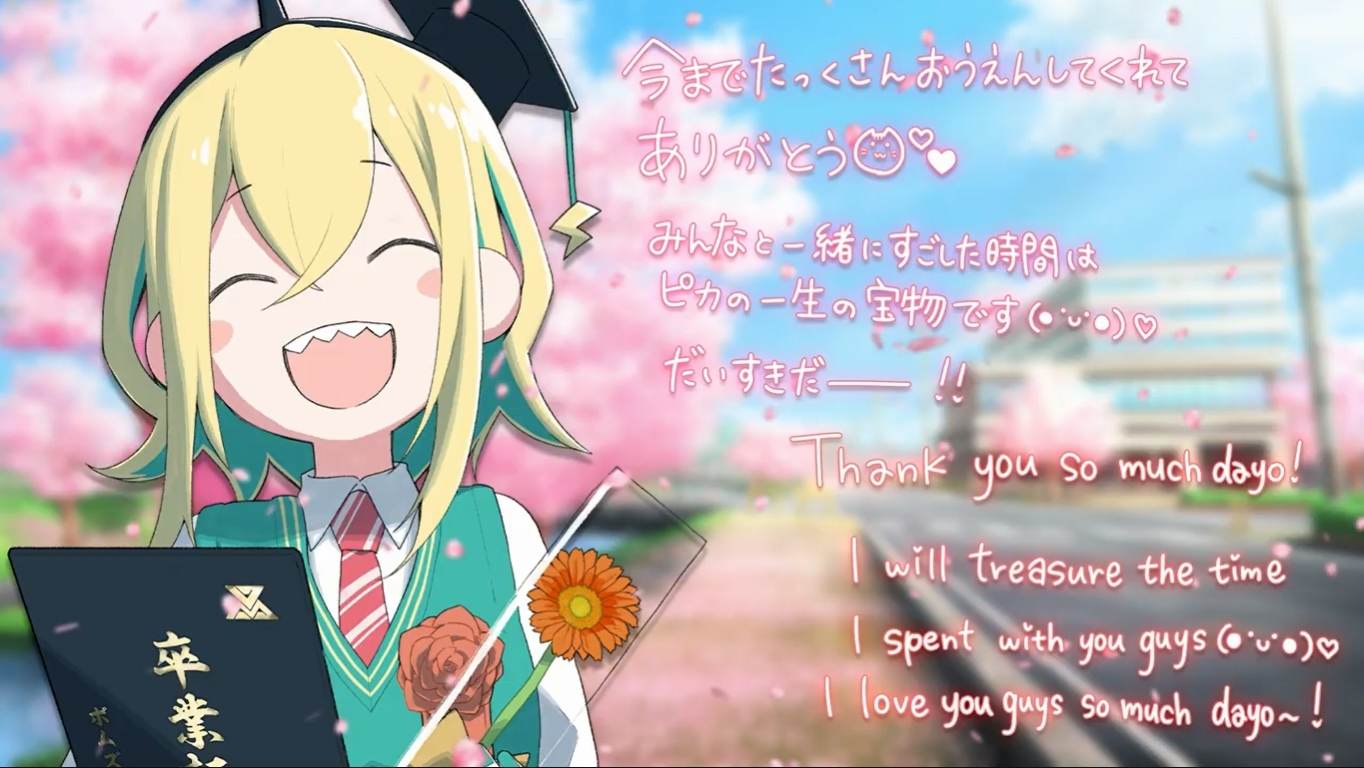 今までたっくさんおうえんしてくれて
ありがとう
みんなと一緒にすごした時間は
ピカの一生の宝物です(•ᴗ•)♡
だいすきだ―― !!
Thank you so much dayo!
I will treasure the time
I spent with you guys(•ᴗ•)♡
I love you guys so much dayo~!
卒業